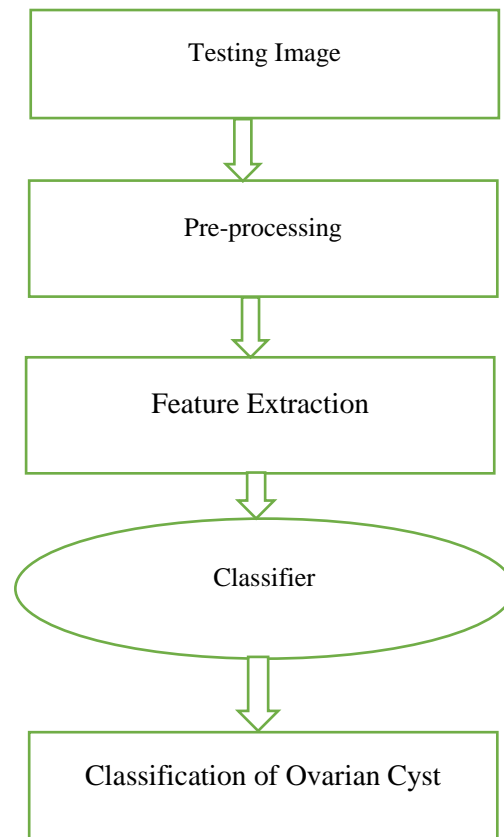 Testing Image
Pre-processing
Feature Extraction
Classifier
Classification of Ovarian Cyst